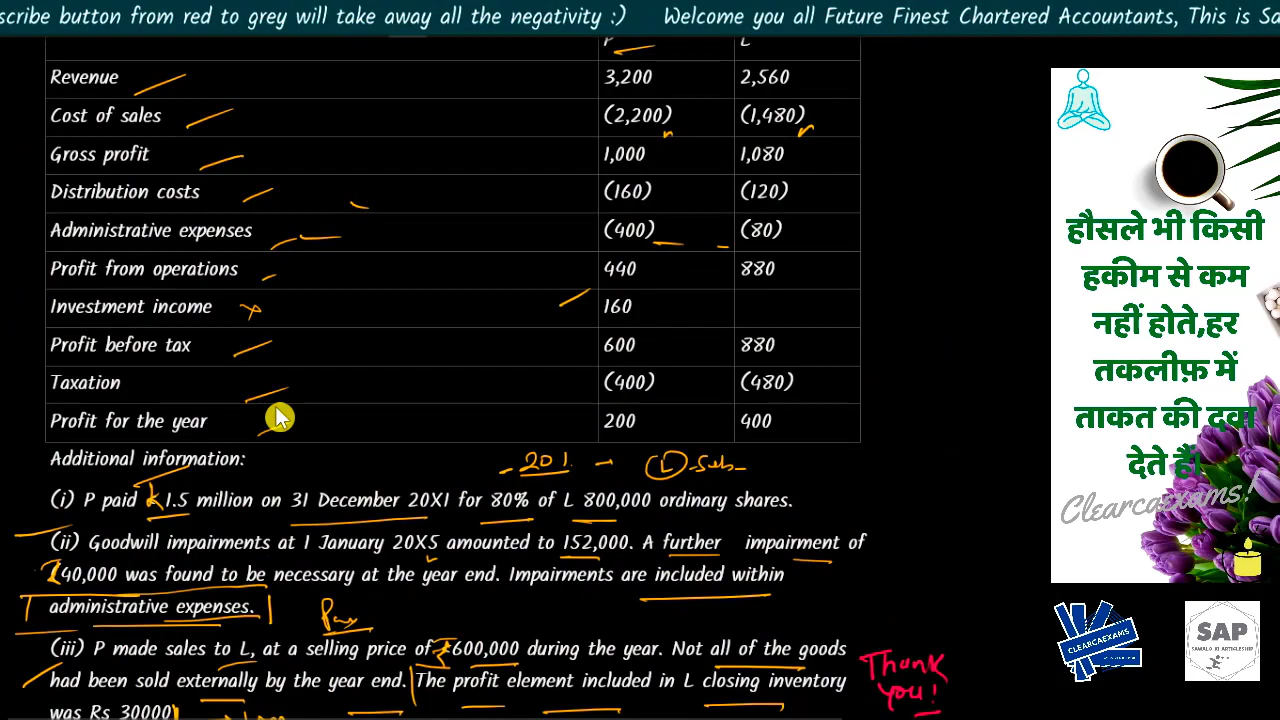 scribe button from red to grey will take away all the negativity :) Welcome you all Future Finest Chartered Accountants, This is Sa
P L
Revenue 3,200 2,560
Cost of sales (2,200) (1,480)
Gross profit 1,000 1,080
Distribution costs (160) (120)
Administrative expenses (400) (80)
Profit from operations 440 880
Investment income 160
Profit before tax 600 880
Taxation (400) (480)
Profit for the year 200 400
Additional information:
20% → (L) - Sub -
(i) P paid ₹1.5 million on 31 December 20X1 for 80% of L 800,000 ordinary shares.
(ii) Goodwill impairments at 1 January 20X5 amounted to 152,000. A further impairment of
₹40,000 was found to be necessary at the year end. Impairments are included within
administrative expenses.
(iii) P made sales to L, at a selling price of ₹600,000 during the year. Not all of the goods
had been sold externally by the year end. The profit element included in L closing inventory
was Rs 30000
Thank
you!
हौसले भी किसी
हकीम से कम
नहीं होते,हर
तकलीफ़ में
ताकत की दवा
देते हैं।
Clearcaexams!
CLEARCAEXAMS
SAP
SAWALO KI ARTICLESHIP